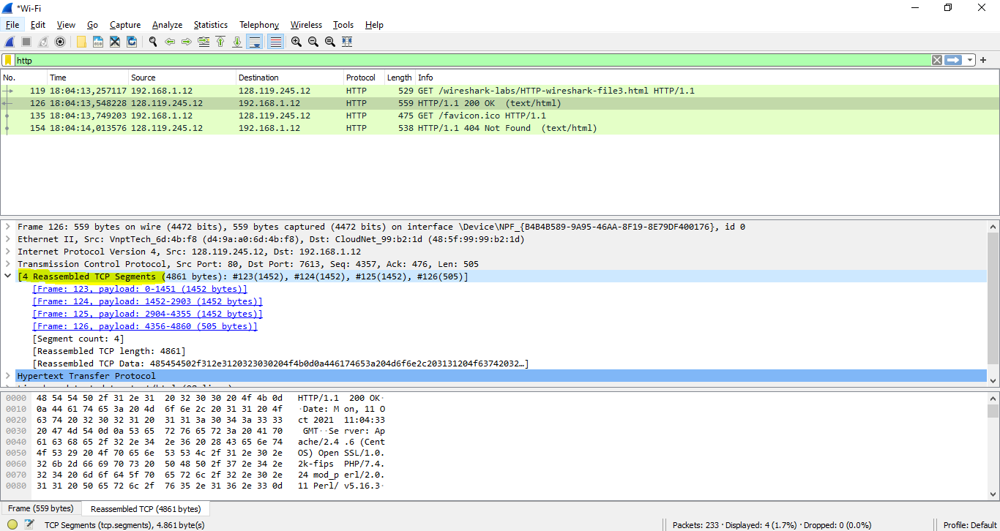 *Wi-Fi
File Edit View Go Capture Analyze Statistics Telephony Wireless Tools Help
http
No. Time Source Destination Protocol Length Info
119 18:04:13,257117 192.168.1.12 128.119.245.12 HTTP 529 GET /wireshark-labs/HTTP-wireshark-file3.html HTTP/1.1
126 18:04:13,548228 128.119.245.12 192.168.1.12 HTTP 559 HTTP/1.1 200 OK (text/html)
135 18:04:13,749203 192.168.1.12 128.119.245.12 HTTP 475 GET /favicon.ico HTTP/1.1
154 18:04:14,013576 128.119.245.12 192.168.1.12 HTTP 538 HTTP/1.1 404 Not Found (text/html)
Frame 126: 559 bytes on wire (4472 bits), 559 bytes captured (4472 bits) on interface \Device\NPF_{B4B4B589-9A95-46AA-8F19-8E79DF400176}, id 0
Ethernet II, Src: VnptTech_6d:4b:f8 (d4:9a:a0:6d:4b:f8), Dst: CloudNet_99:b2:1d (48:5f:99:99:b2:1d)
Internet Protocol Version 4, Src: 128.119.245.12, Dst: 192.168.1.12
Transmission Control Protocol, Src Port: 80, Dst Port: 7613, Seq: 4357, Ack: 476, Len: 505
[4 Reassembled TCP Segments (4861 bytes): #123(1452), #124(1452), #125(1452), #126(505)]
[Frame: 123, payload: 0-1451 (1452 bytes)]
[Frame: 124, payload: 1452-2903 (1452 bytes)]
[Frame: 125, payload: 2904-4355 (1452 bytes)]
[Frame: 126, payload: 4356-4860 (505 bytes)]
[Segment count: 4]
[Reassembled TCP length: 4861]
[Reassembled TCP Data: 485454502f312e3120323030204f4b0d0a446174653a204d6f6e2c203131204f63742032…]
Hypertext Transfer Protocol
0000 48 54 54 50 2f 31 2e 31 20 32 30 30 20 4f 4b 0d HTTP/1.1 200 OK·
0010 0a 44 61 74 65 3a 20 4d 6f 6e 2c 20 31 31 20 4f ·Date: M on, 11 O
0020 63 74 20 32 30 32 31 20 31 31 3a 30 34 3a 33 33 ct 2021 11:04:33
0030 20 47 4d 54 0d 0a 53 65 72 76 65 72 3a 20 41 70 GMT··Se rver: Ap
0040 61 63 68 65 2f 32 2e 34 2e 36 20 28 43 65 6e 74 ache/2.4 .6 (Cent
0050 4f 53 29 20 4f 70 65 6e 53 53 4c 2f 31 2e 30 2e OS) Open SSL/1.0.
0060 32 6b 2d 66 69 70 73 20 50 48 50 2f 37 2e 34 2e 2k-fips PHP/7.4.
0070 32 34 20 6d 6f 64 5f 70 65 72 6c 2f 32 2e 30 2e 24 mod_p erl/2.0.
0080 31 31 20 50 65 72 6c 2f 76 35 2e 31 36 2e 33 0d 11 Perl/ v5.16.3·
Frame (559 bytes) Reassembled TCP (4861 bytes)
TCP Segments (tcp.segments), 4.861 byte(s) Packets: 233 · Displayed: 4 (1.7%) · Dropped: 0 (0.0%) Profile: Default